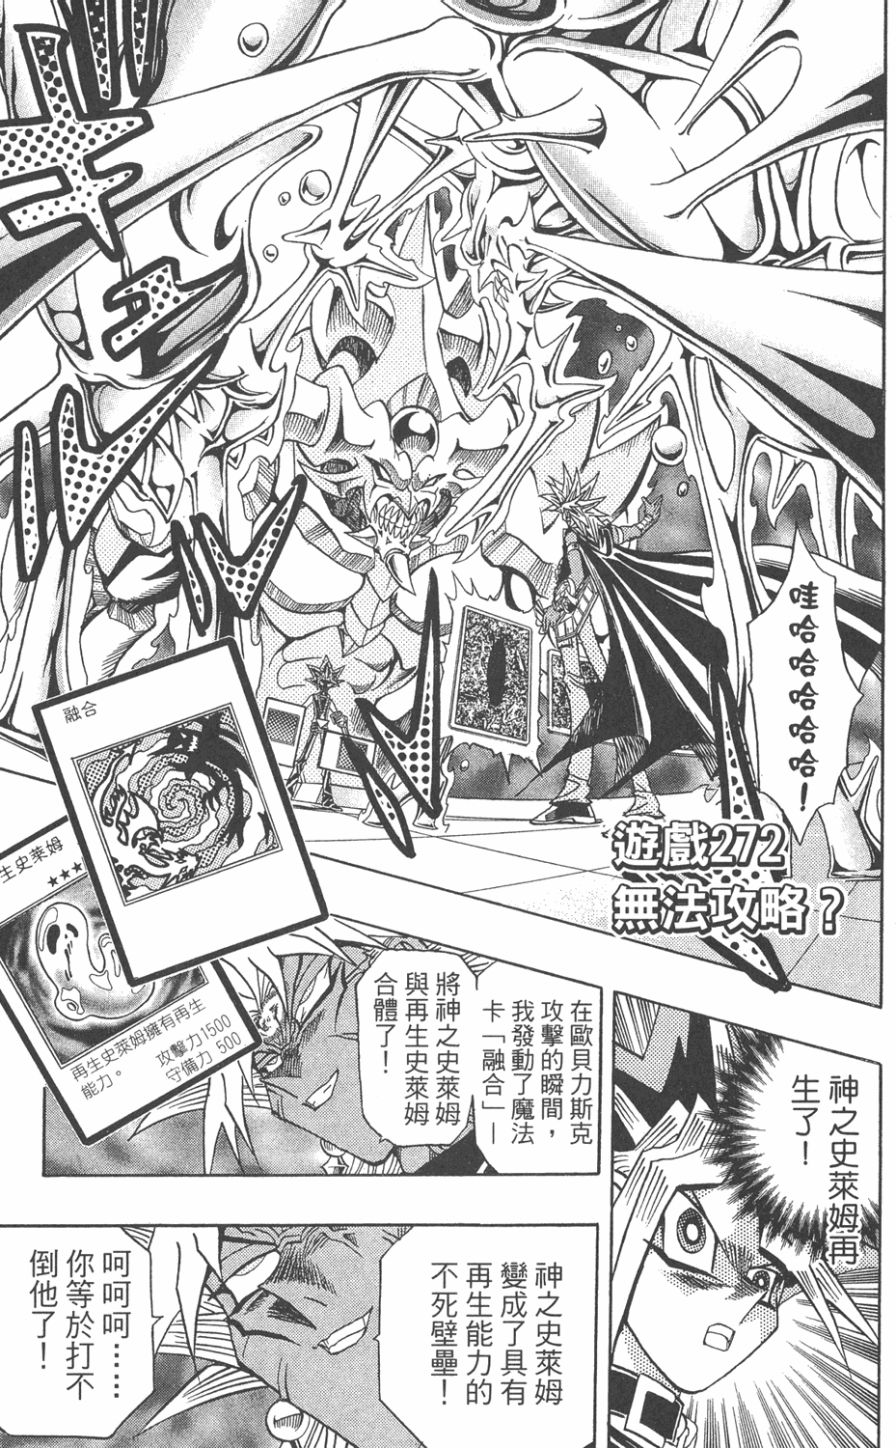 哇哈哈哈哈哈！
遊戲272
無法攻略？
融合
生史萊姆
★★★
再生史萊姆擁有再生
能力。
攻擊力1500
守備力 500
神之史萊姆再
生了！
在歐貝力斯克
攻擊的瞬間，
我發動了魔法
卡「融合」—
將神之史萊姆
與再生史萊姆
合體了！
神之史萊姆
變成了具有
再生能力的
不死壁壘！
呵呵呵……
你等於打不
倒他了！